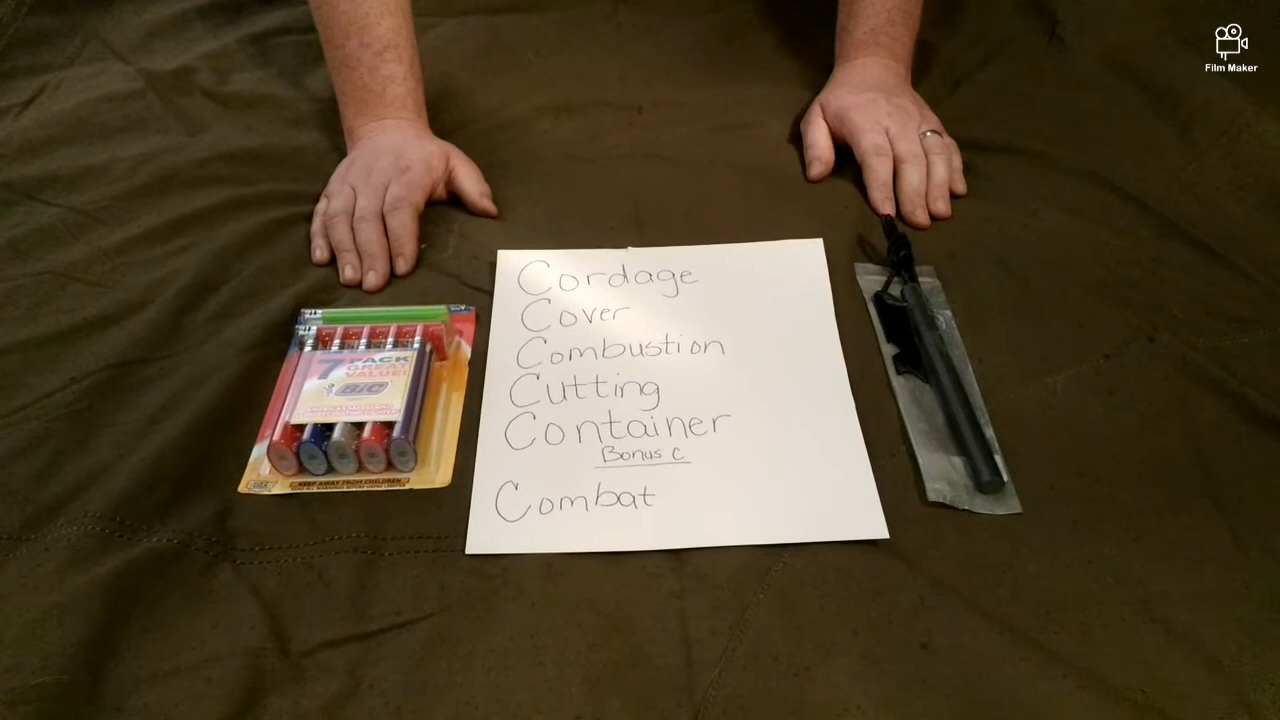 Film Maker
Cordage
Cover
Combustion
Cutting
Container
Bonus C
Combat
7 PACK
GREAT
VALUE!
BIC
KEEP AWAY FROM CHILDREN